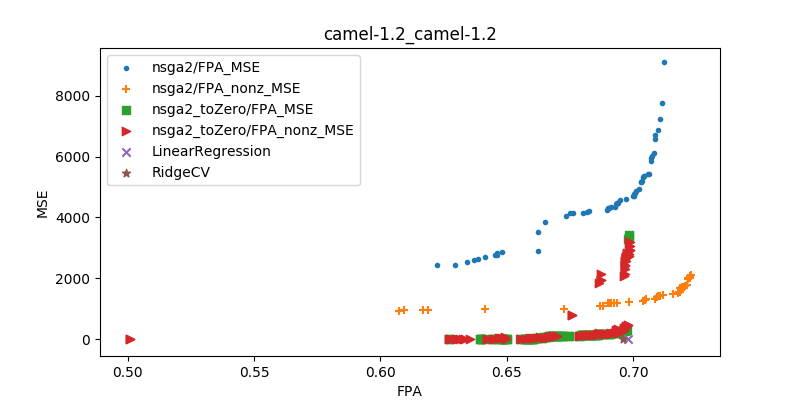 camel-1.2_camel-1.2
nsga2/FPA_MSE
nsga2/FPA_nonz_MSE
nsga2_toZero/FPA_MSE
nsga2_toZero/FPA_nonz_MSE
LinearRegression
RidgeCV
MSE
8000
6000
4000
2000
0
0.50 0.55 0.60 0.65 0.70
FPA